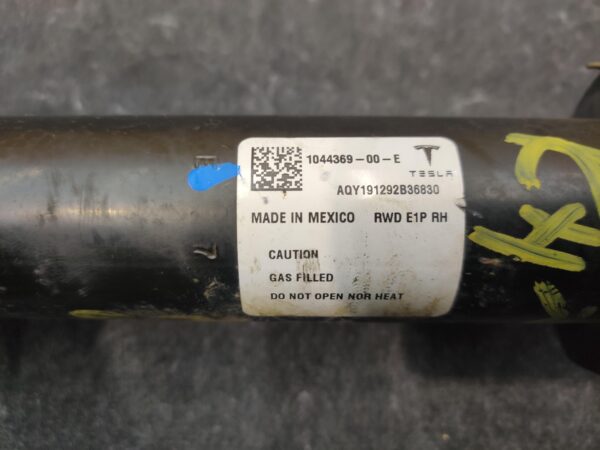 1044369-00-E
TESLA
AQY191292B36830
MADE IN MEXICO RWD E1P RH
CAUTION
GAS FILLED
DO NOT OPEN NOR HEAT